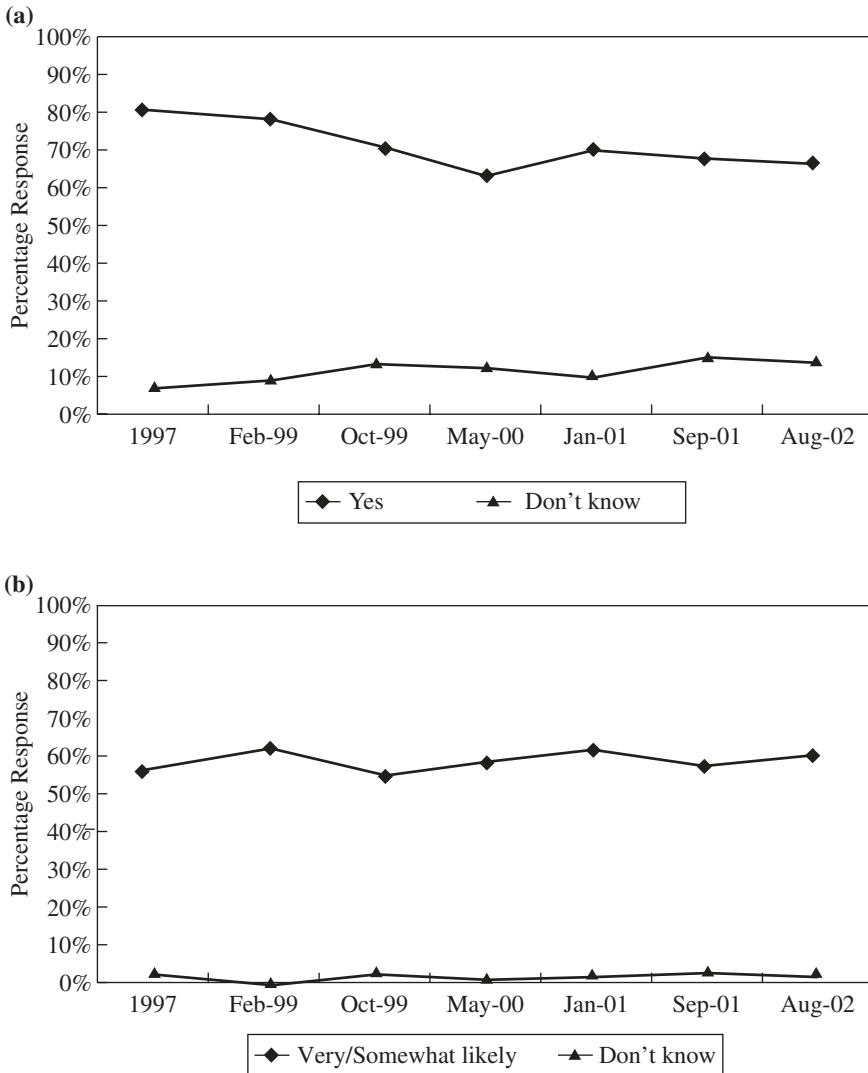 (a)
100%
90%
80%
70%
60%
50%
40%
30%
20%
10%
0%
Percentage Response
1997 Feb-99 Oct-99 May-00 Jan-01 Sep-01 Aug-02
Yes Don't know
(b)
100%
90%
80%
70%
60%
50%
40%
30%
20%
10%
0%
Percentage Response
1997 Feb-99 Oct-99 May-00 Jan-01 Sep-01 Aug-02
Very/Somewhat likely Don't know